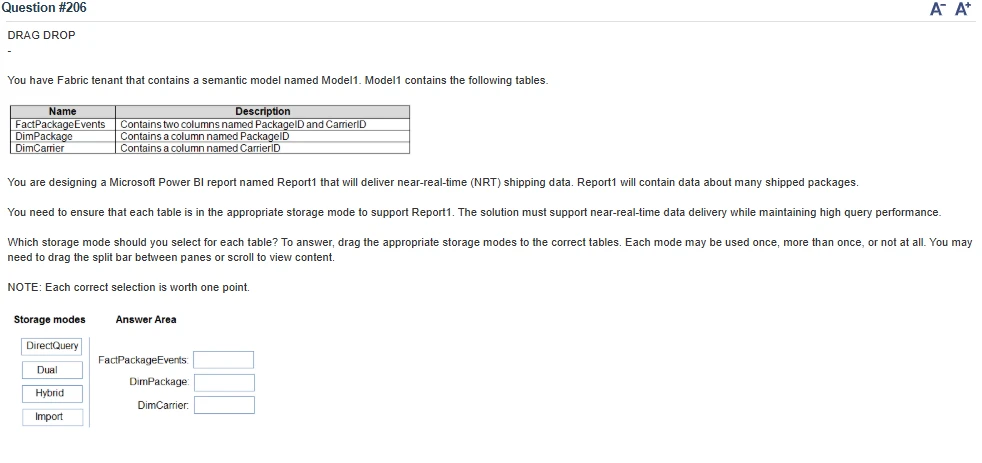 Question #206
A- A+
DRAG DROP
-
You have Fabric tenant that contains a semantic model named Model1. Model1 contains the following tables.
Name Description
FactPackageEvents Contains two columns named PackageID and CarrierID
DimPackage Contains a column named PackageID
DimCarrier Contains a column named CarrierID
You are designing a Microsoft Power BI report named Report1 that will deliver near-real-time (NRT) shipping data. Report1 will contain data about many shipped packages.
You need to ensure that each table is in the appropriate storage mode to support Report1. The solution must support near-real-time data delivery while maintaining high query performance.
Which storage mode should you select for each table? To answer, drag the appropriate storage modes to the correct tables. Each mode may be used once, more than once, or not at all. You may
need to drag the split bar between panes or scroll to view content.
NOTE: Each correct selection is worth one point.
Storage modes Answer Area
DirectQuery
Dual
Hybrid
Import
FactPackageEvents:
DimPackage:
DimCarrier: